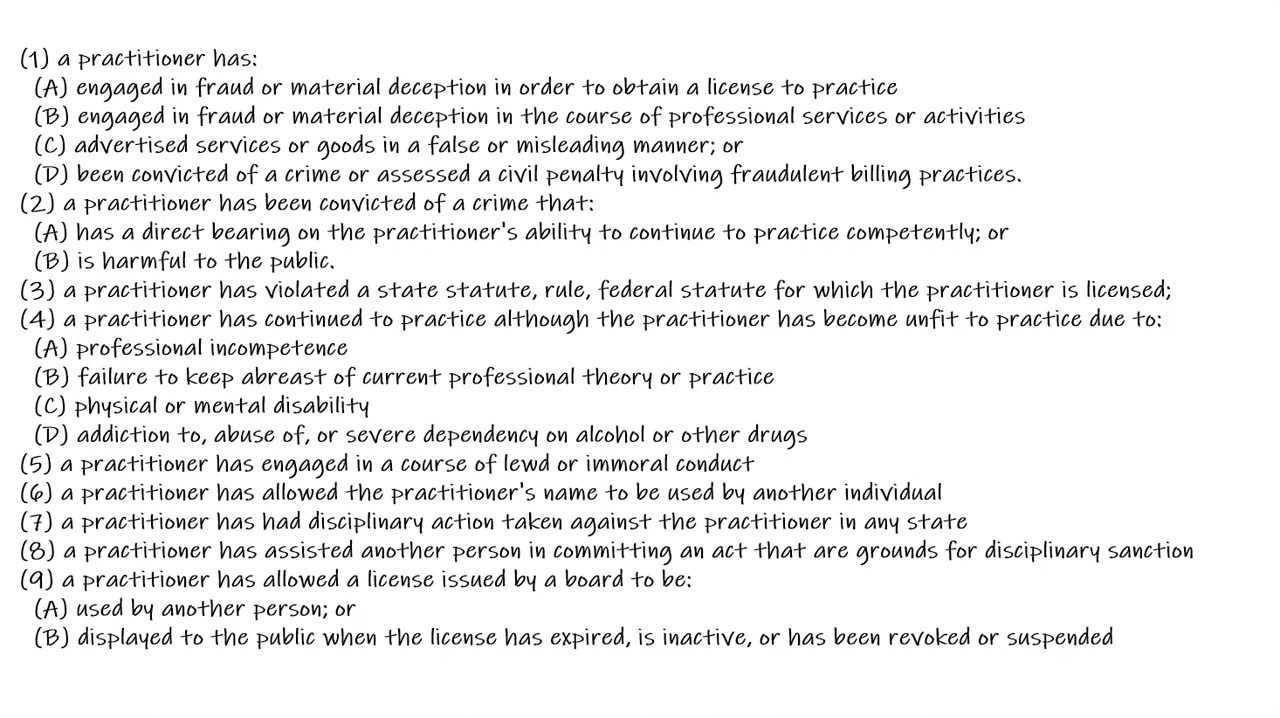 (1) a practitioner has:
(A) engaged in fraud or material deception in order to obtain a license to practice
(B) engaged in fraud or material deception in the course of professional services or activities
(C) advertised services or goods in a false or misleading manner; or
(D) been convicted of a crime or assessed a civil penalty involving fraudulent billing practices.
(2) a practitioner has been convicted of a crime that:
(A) has a direct bearing on the practitioner's ability to continue to practice competently; or
(B) is harmful to the public.
(3) a practitioner has violated a state statute, rule, federal statute for which the practitioner is licensed;
(4) a practitioner has continued to practice although the practitioner has become unfit to practice due to:
(A) professional incompetence
(B) failure to keep abreast of current professional theory or practice
(C) physical or mental disability
(D) addiction to, abuse of, or severe dependency on alcohol or other drugs
(5) a practitioner has engaged in a course of lewd or immoral conduct
(6) a practitioner has allowed the practitioner's name to be used by another individual
(7) a practitioner has had disciplinary action taken against the practitioner in any state
(8) a practitioner has assisted another person in committing an act that are grounds for disciplinary sanction
(9) a practitioner has allowed a license issued by a board to be:
(A) used by another person; or
(B) displayed to the public when the license has expired, is inactive, or has been revoked or suspended